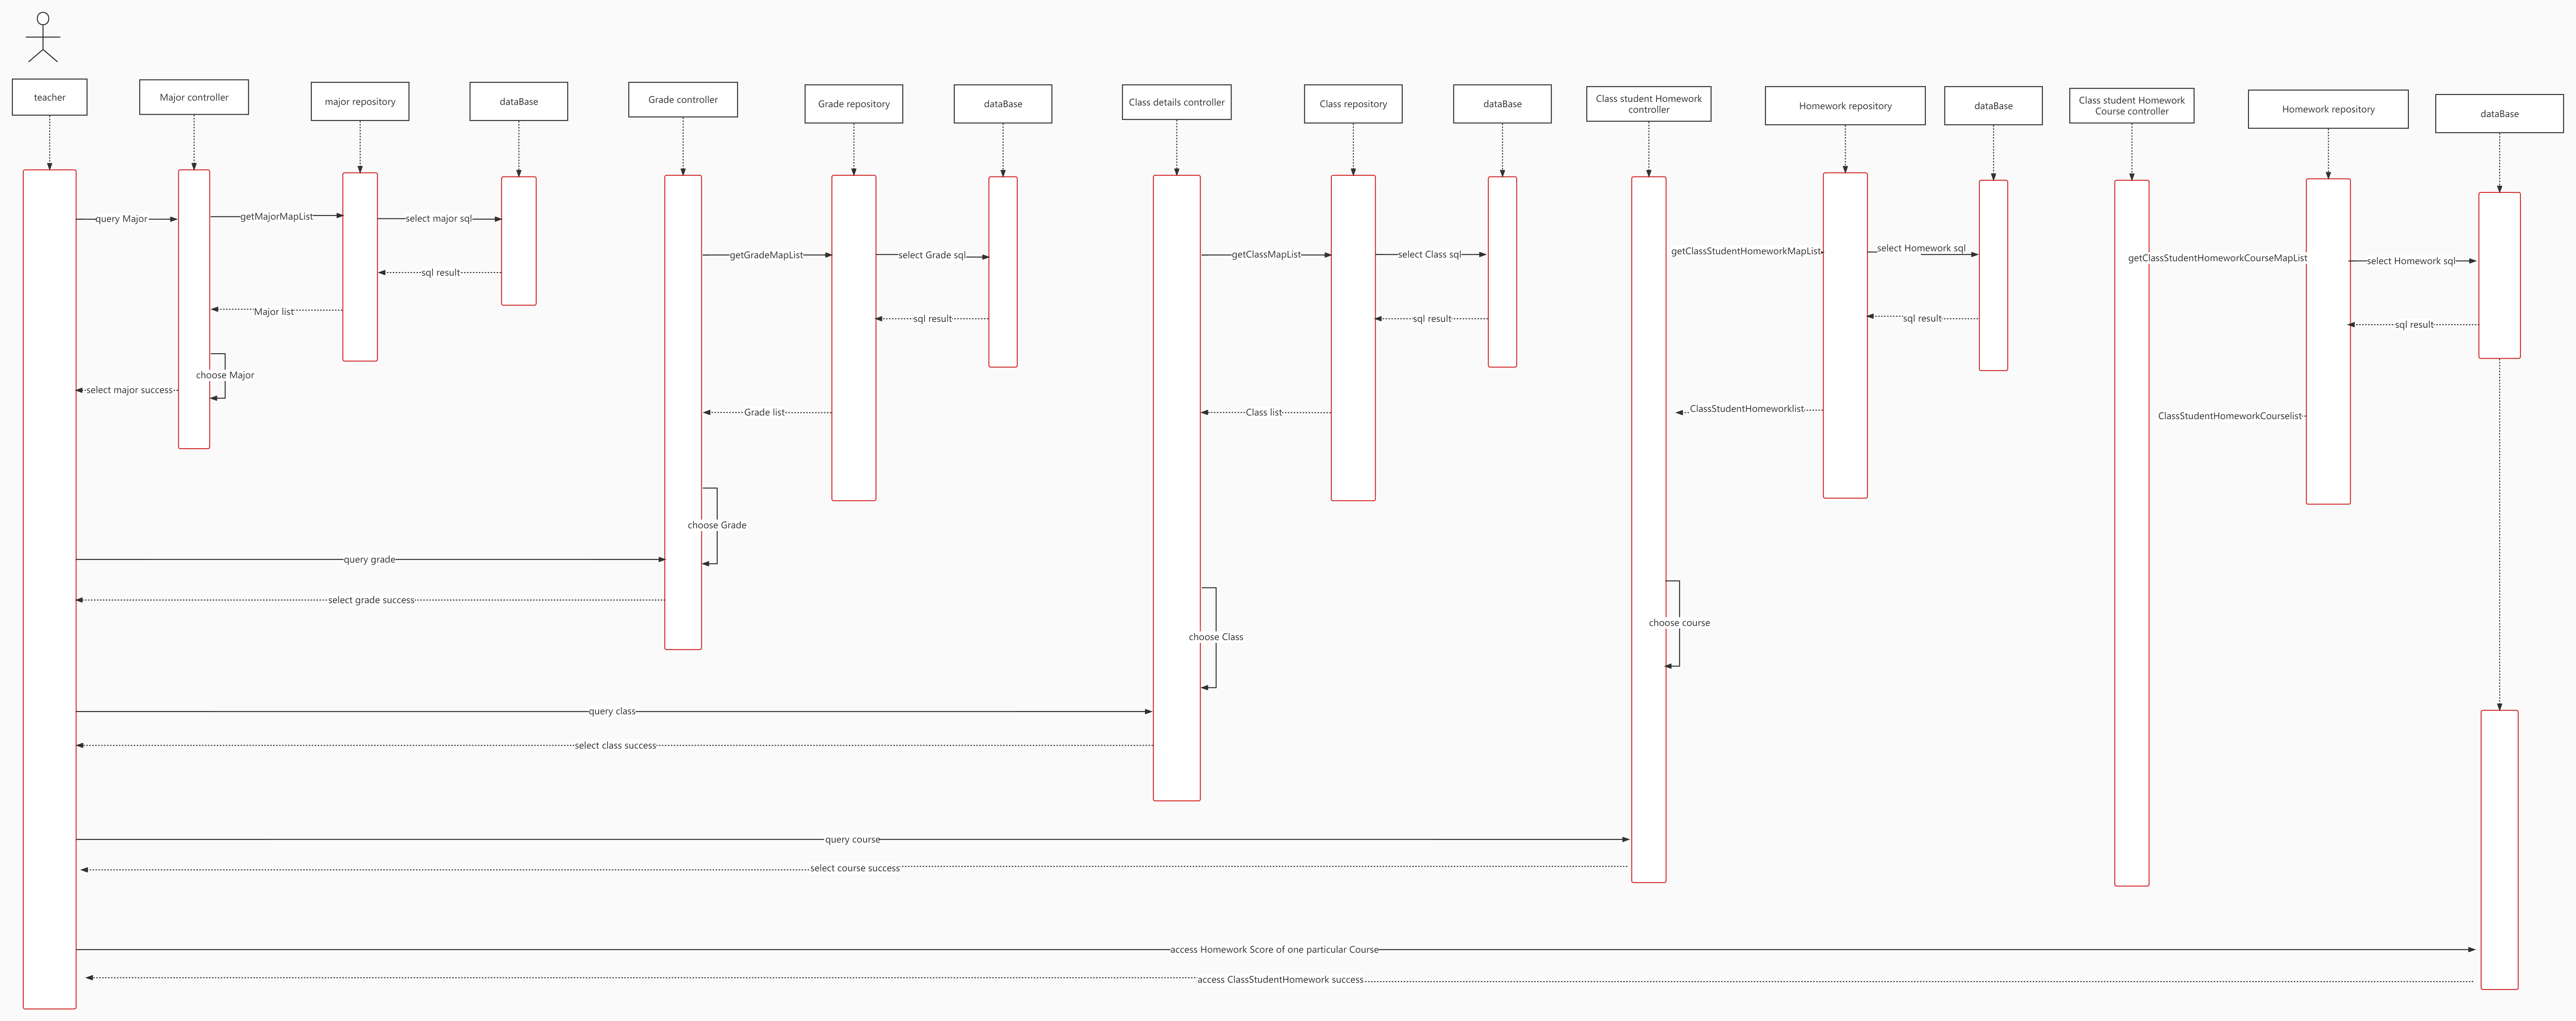 teacher
Major controller
major repository
dataBase
Grade controller
Grade repository
dataBase
Class details controller
Class repository
dataBase
Class student Homework
controller
Homework repository
dataBase
Class student Homework
Course controller
Homework repository
dataBase
query Major
getMajorMapList
select major sql
sql result
Major list
choose Major
select major success
getGradeMapList
select Grade sql
sql result
Grade list
choose Grade
query grade
select grade success
getClassMapList
select Class sql
sql result
Class list
choose Class
query class
select class success
getClassStudentHomeworkMapList
select Homework sql
sql result
ClassStudentHomeworklist
choose course
query course
select course success
getClassStudentHomeworkCourseMapList
select Homework sql
sql result
ClassStudentHomeworkCourselist
access Homework Score of one particular Course
access ClassStudentHomework success